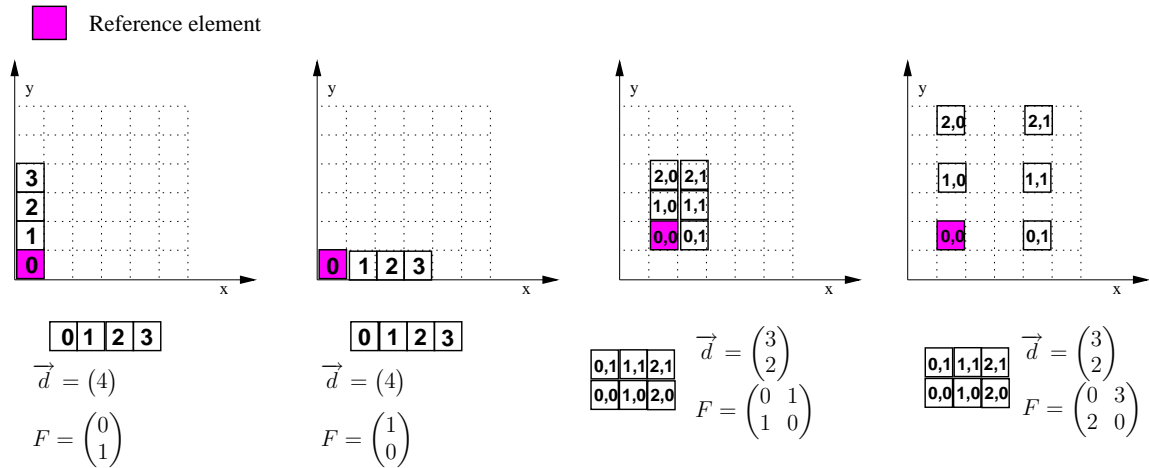 Reference element
y
3
2
1
0
x
0 1 2 3
d = (4)
F = (0 1)
y
0 1 2 3
x
0 1 2 3
d = (4)
F = (1 0)
y
2,0 2,1
1,0 1,1
0,0 0,1
x
0,1 1,1 2,1
0,0 1,0 2,0
d = (3 2)
F = (0 1 1 0)
y
2,0 2,1
1,0 1,1
0,0 0,1
x
0,1 1,1 2,1
0,0 1,0 2,0
d = (3 2)
F = (0 3 2 0)